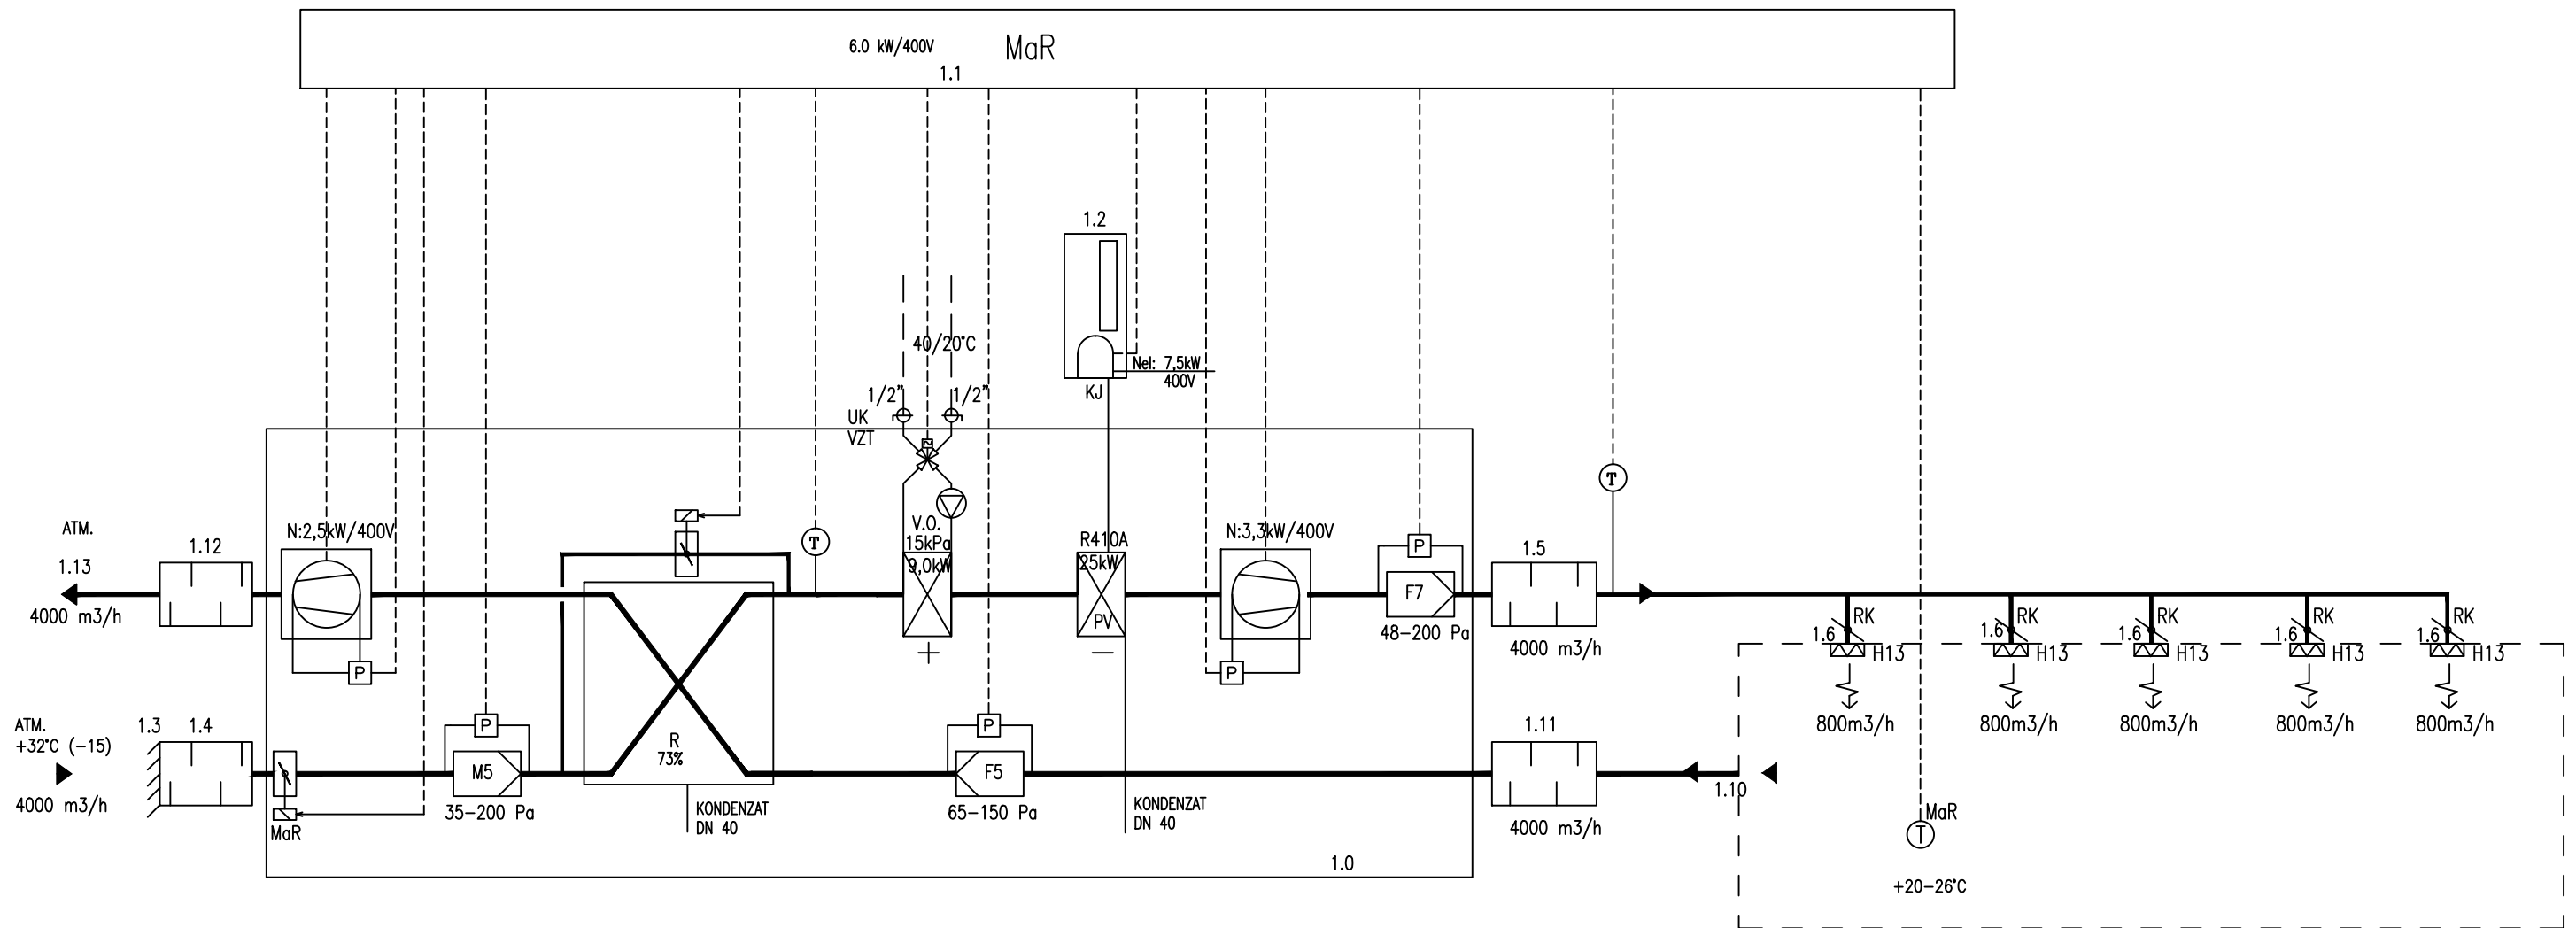 6.0 kW/400V
MaR
1.1
1.2
40/20°C
Nel: 7,5kW
400V
KJ
1/2"
1/2"
UK
VZT
T
ATM.
1.13
4000 m3/h
1.12
N:2,5kW/400V
P
T
V.O.
15kPa
9,0kW
+
R410A
25kW
PV
−
N:3,3kW/400V
P
P
F7
48-200 Pa
1.5
4000 m3/h
RK
1.6
H13
800m3/h
RK
1.6
H13
800m3/h
RK
1.6
H13
800m3/h
RK
1.6
H13
800m3/h
RK
1.6
H13
800m3/h
ATM.
+32°C (-15)
4000 m3/h
1.3
1.4
MaR
P
M5
35-200 Pa
R
73%
KONDENZAT
DN 40
P
F5
65-150 Pa
KONDENZAT
DN 40
1.11
4000 m3/h
1.10
MaR
T
+20-26°C
1.0